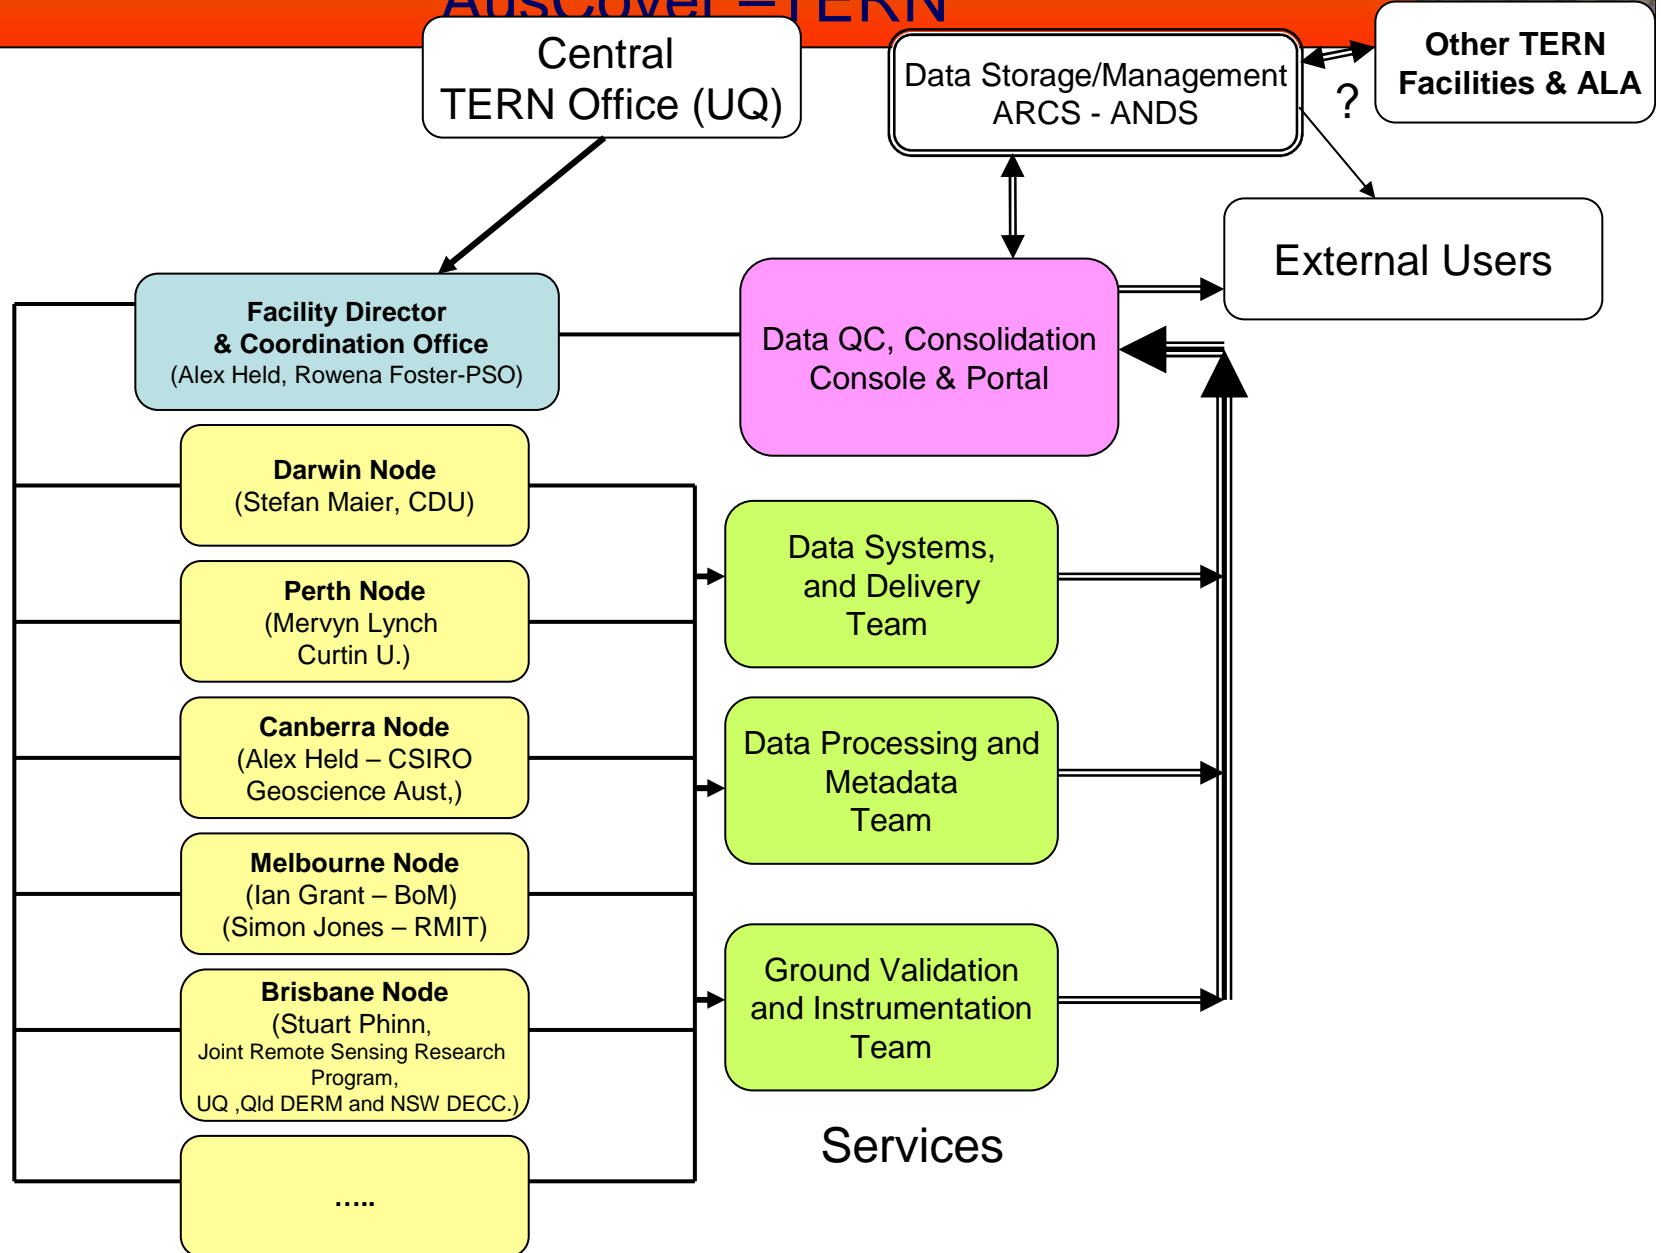 AusCover –TERN
Central
TERN Office (UQ)
Data Storage/Management
ARCS - ANDS
?
Other TERN
Facilities & ALA
External Users
Facility Director
& Coordination Office
(Alex Held, Rowena Foster-PSO)
Data QC, Consolidation
Console & Portal
Darwin Node
(Stefan Maier, CDU)
Perth Node
(Mervyn Lynch
Curtin U.)
Canberra Node
(Alex Held – CSIRO
Geoscience Aust,)
Melbourne Node
(Ian Grant – BoM)
(Simon Jones – RMIT)
Brisbane Node
(Stuart Phinn,
Joint Remote Sensing Research
Program,
UQ ,Qld DERM and NSW DECC.)
…..
Data Systems,
and Delivery
Team
Data Processing and
Metadata
Team
Ground Validation
and Instrumentation
Team
Services